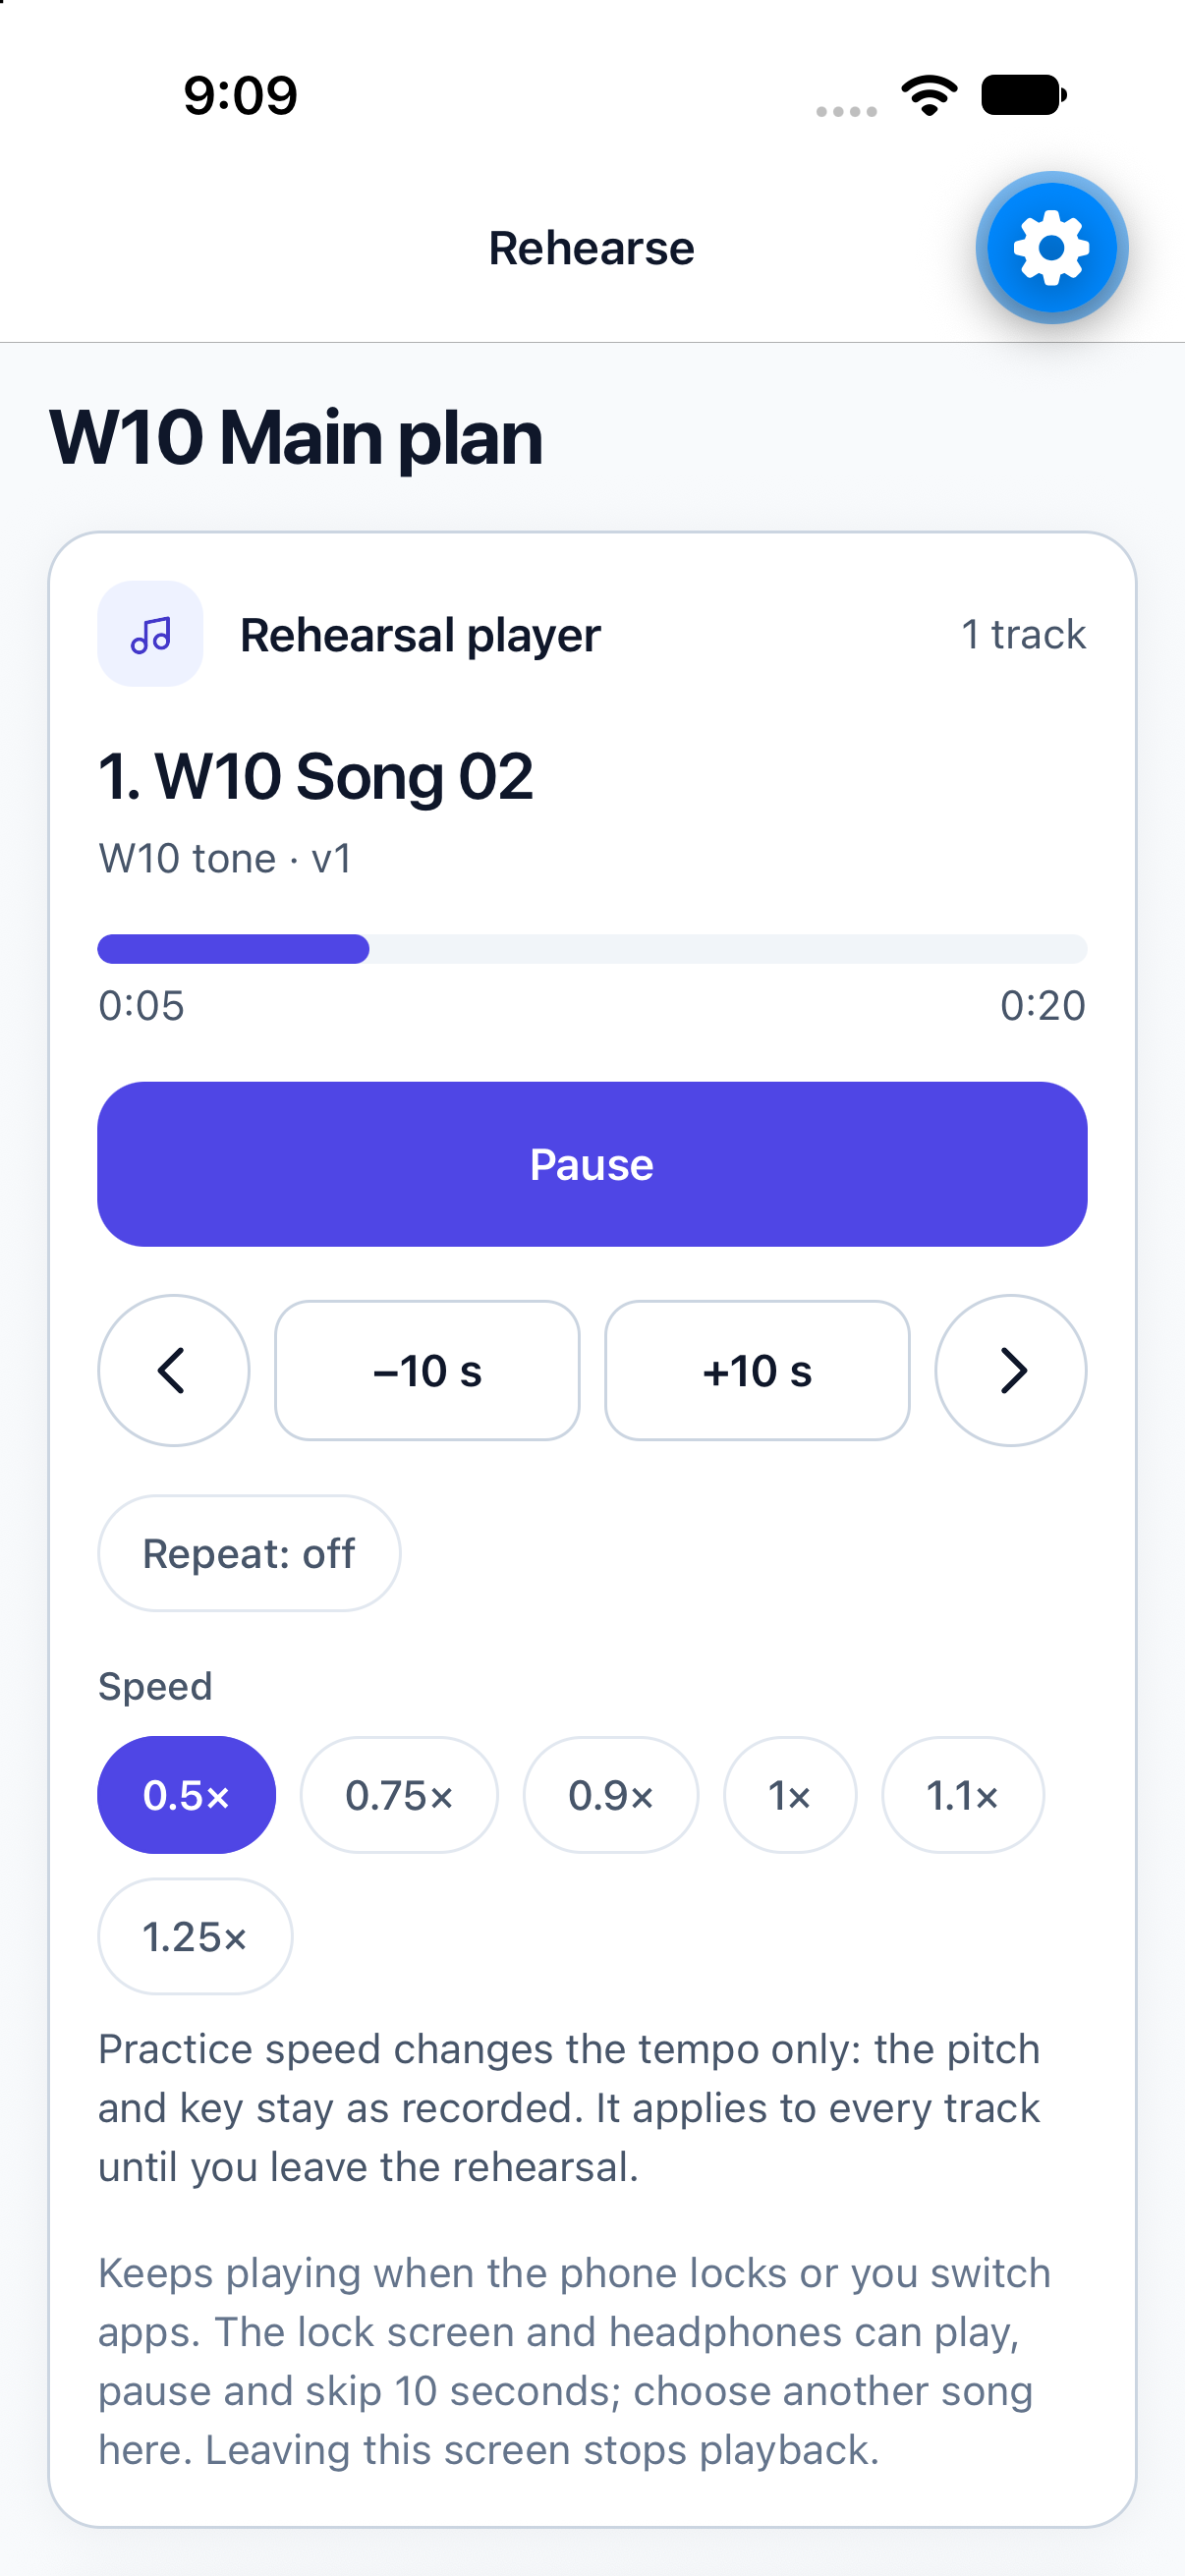 9:09
Rehearse
W10 Main plan
Rehearsal player
1 track
1. W10 Song 02
W10 tone · v1
0:05
0:20
Pause
–10 s
+10 s
Repeat: off
Speed
0.5×
0.75×
0.9×
1×
1.1×
1.25×
Practice speed changes the tempo only: the pitch
and key stay as recorded. It applies to every track
until you leave the rehearsal.
Keeps playing when the phone locks or you switch
apps. The lock screen and headphones can play,
pause and skip 10 seconds; choose another song
here. Leaving this screen stops playback.